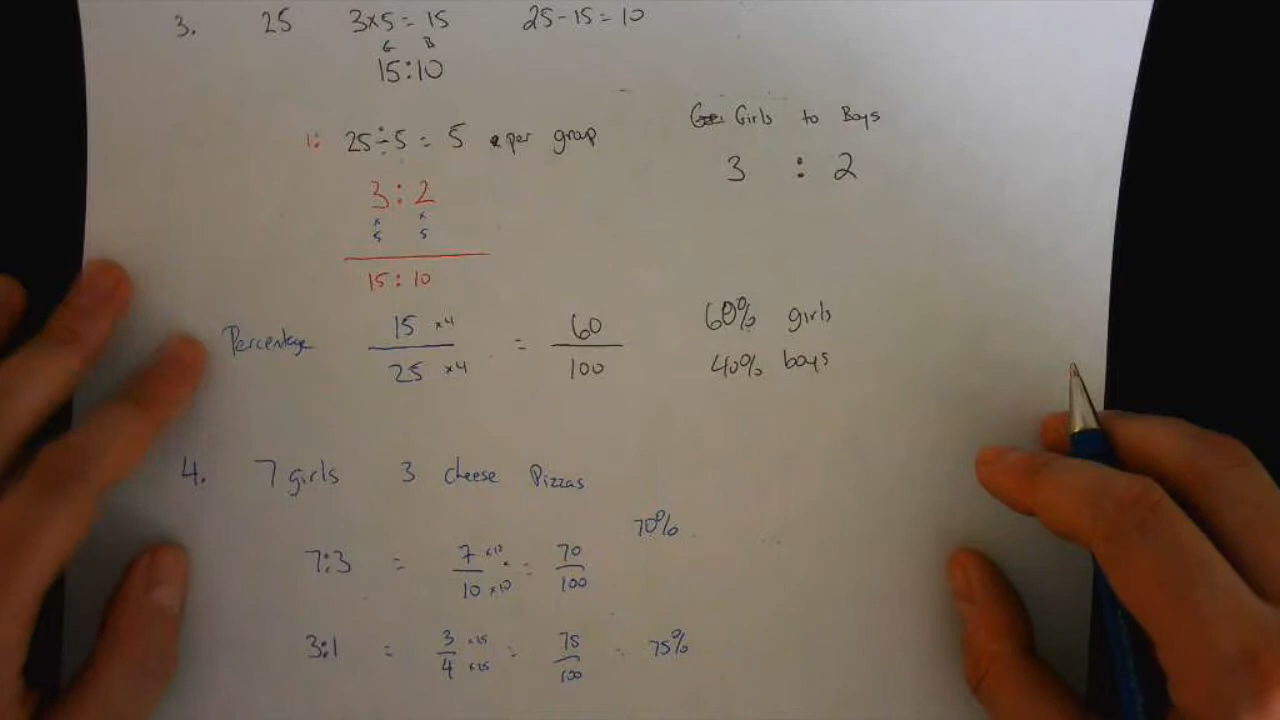 3. 25 3x5 = 15 25-15 = 10
G B
15:10
1: 25÷5 = 5 per group Girls to Boys
3:2 3 : 2
x x
5 5
15:10
Percentage 15 x4 = 60 60% girls
25 x4 100 40% boys
4. 7 girls 3 cheese Pizzas
70%
7:3 = 7 x10 = 70
10 x10 100
3:1 = 3 x25 = 75 = 75%
4 x25 100